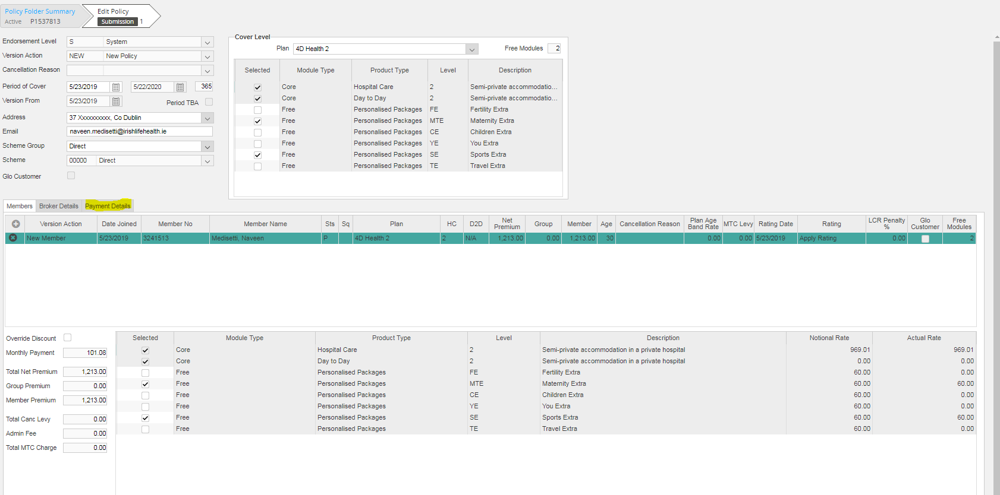 Policy Folder Summary
Active P1537813
Edit Policy
Submission 1
Endorsement Level S System
Version Action NEW New Policy
Cancellation Reason
Period of Cover 5/23/2019 5/22/2020 365
Version From 5/23/2019 Period TBA
Address 37 Xxxxxxxxxx, Co Dublin
Email naveen.medisetti@irishlifehealth.ie
Scheme Group Direct
Scheme 00000 Direct
Glo Customer
Cover Level
Plan 4D Health 2 Free Modules 2
Selected Module Type Product Type Level Description
Core Hospital Care 2 Semi-private accommodatio...
Core Day to Day 2 Semi-private accommodatio...
Free Personalised Packages FE Fertility Extra
Free Personalised Packages MTE Maternity Extra
Free Personalised Packages CE Children Extra
Free Personalised Packages YE You Extra
Free Personalised Packages SE Sports Extra
Free Personalised Packages TE Travel Extra
Members Broker Details Payment Details
Version Action Date Joined Member No Member Name Sts Sq Plan HC D2D Net Premium Group Member Age Cancellation Reason Plan Age Band Rate MTC Levy Rating Date Rating LCR Penalty % Glo Customer Free Modules
New Member 5/23/2019 3241513 Medisetti, Naveen P 4D Health 2 2 N/A 1,213.00 0.00 1,213.00 30 0.00 0.00 5/23/2019 Apply Rating 0.00 2
Override Discount
Monthly Payment 101.08
Total Net Premium 1,213.00
Group Premium 0.00
Member Premium 1,213.00
Total Canc Levy 0.00
Admin Fee 0.00
Total MTC Charge 0.00
Selected Module Type Product Type Level Description Notional Rate Actual Rate
Core Hospital Care 2 Semi-private accommodation in a private hospital 969.01 969.01
Core Day to Day 2 Semi-private accommodation in a private hospital 0.00 0.00
Free Personalised Packages FE Fertility Extra 60.00 0.00
Free Personalised Packages MTE Maternity Extra 60.00 60.00
Free Personalised Packages CE Children Extra 60.00 0.00
Free Personalised Packages YE You Extra 60.00 0.00
Free Personalised Packages SE Sports Extra 60.00 60.00
Free Personalised Packages TE Travel Extra 60.00 0.00